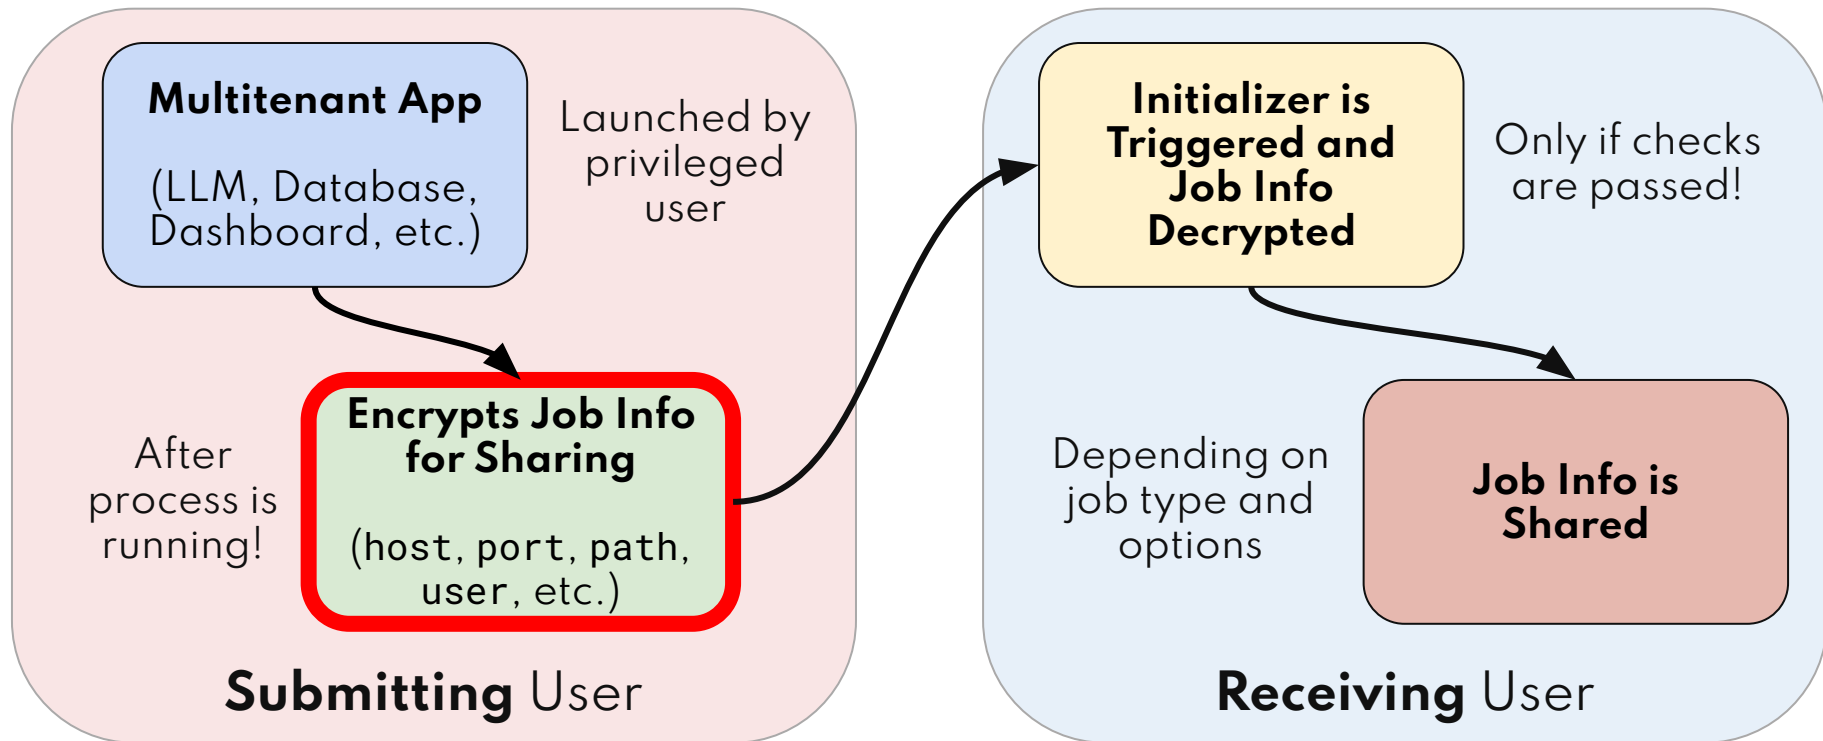 Multitenant App
(LLM, Database,
Dashboard, etc.)
Launched by
privileged
user
After
process is
running!
Encrypts Job Info
for Sharing
(host, port, path,
user, etc.)
Submitting User
Initializer is
Triggered and
Job Info
Decrypted
Only if checks
are passed!
Depending on
job type and
options
Job Info is
Shared
Receiving User